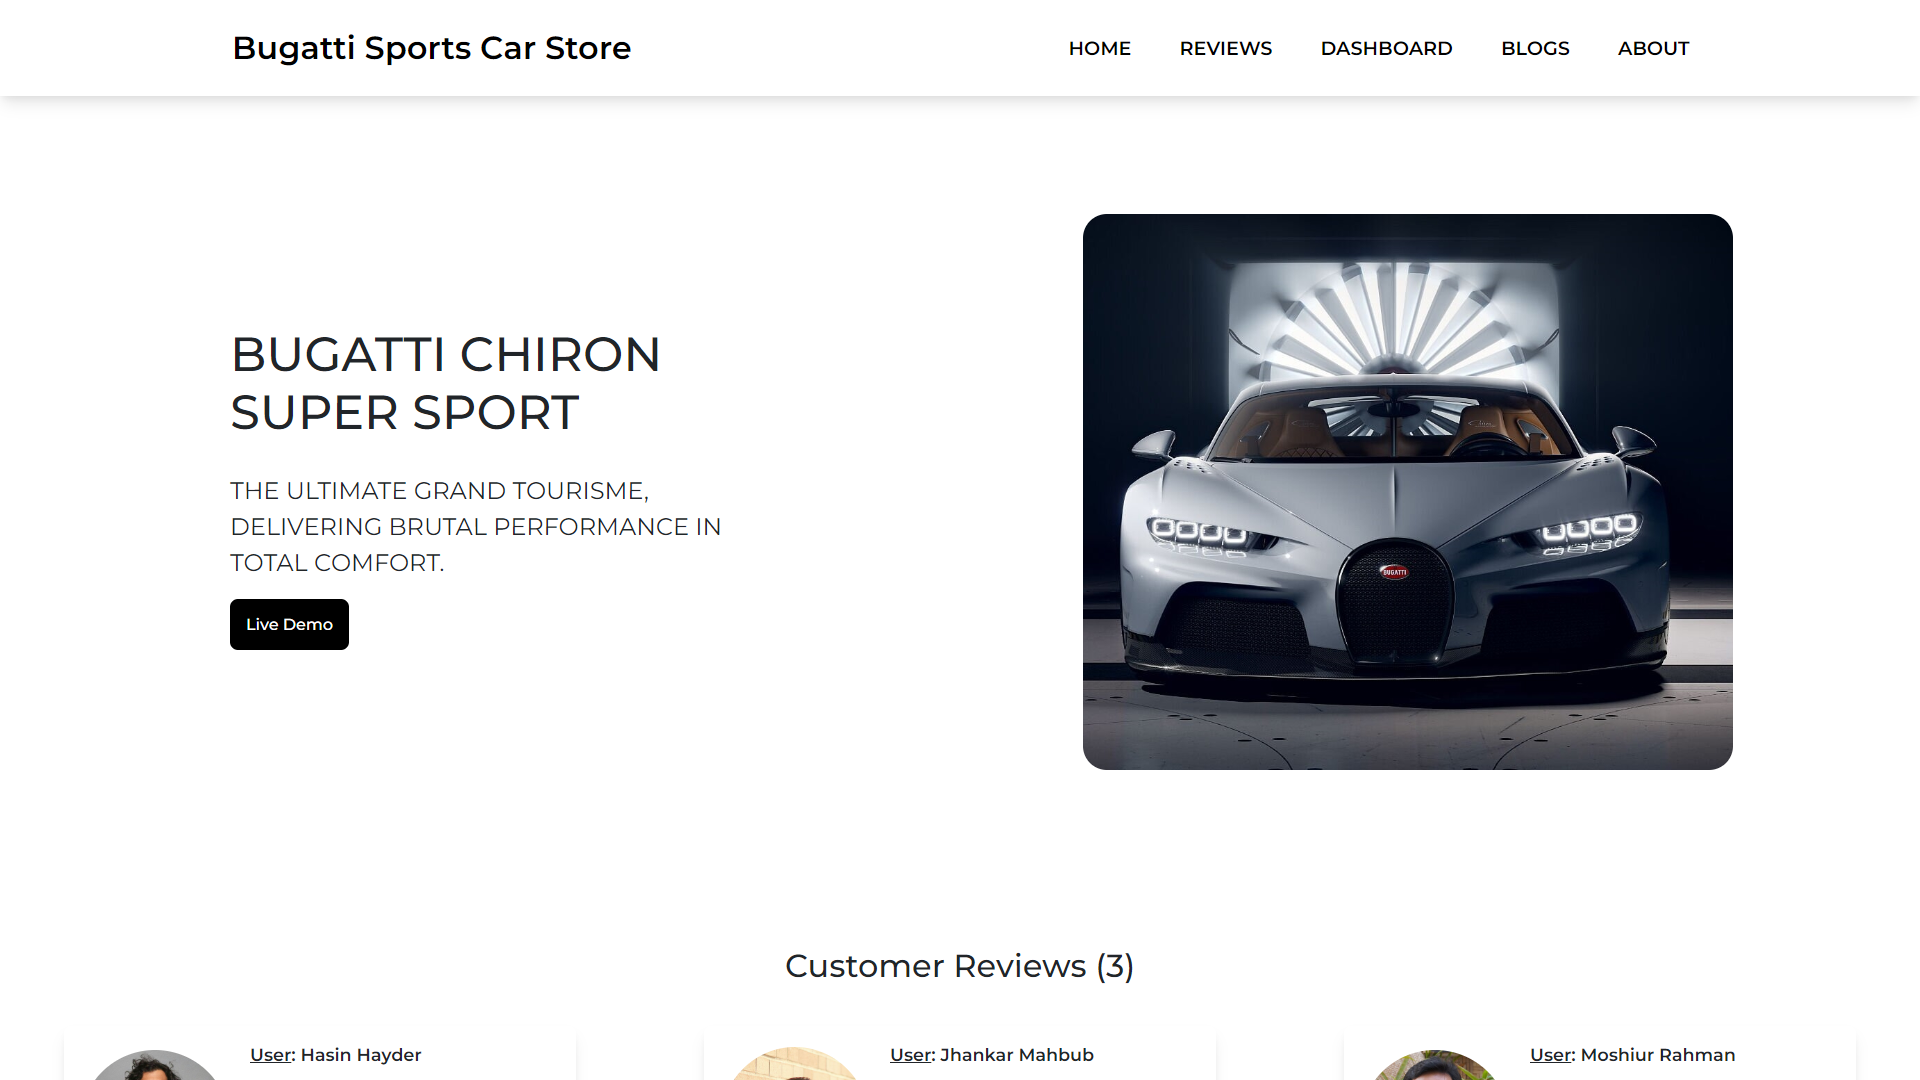 Bugatti Sports Car Store
HOME REVIEWS DASHBOARD BLOGS ABOUT
BUGATTI CHIRON
SUPER SPORT
THE ULTIMATE GRAND TOURISME,
DELIVERING BRUTAL PERFORMANCE IN
TOTAL COMFORT.
Live Demo
BUGATTI
Customer Reviews (3)
User: Hasin Hayder
User: Jhankar Mahbub
User: Moshiur Rahman